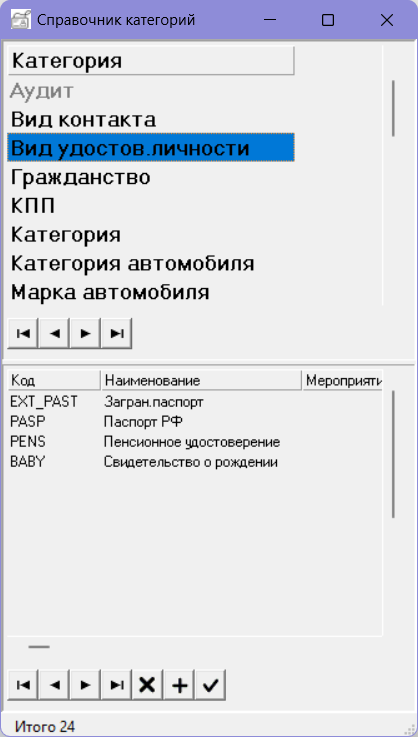 Справочник категорий
Категория
Аудит
Вид контакта
Вид удостов.личности
Гражданство
КПП
Категория
Категория автомобиля
Марка автомобиля
Код Наименование Мероприяти
EXT_PAST Загран.паспорт
PASP Паспорт РФ
PENS Пенсионное удостоверение
BABY Свидетельство о рождении
Итого 24